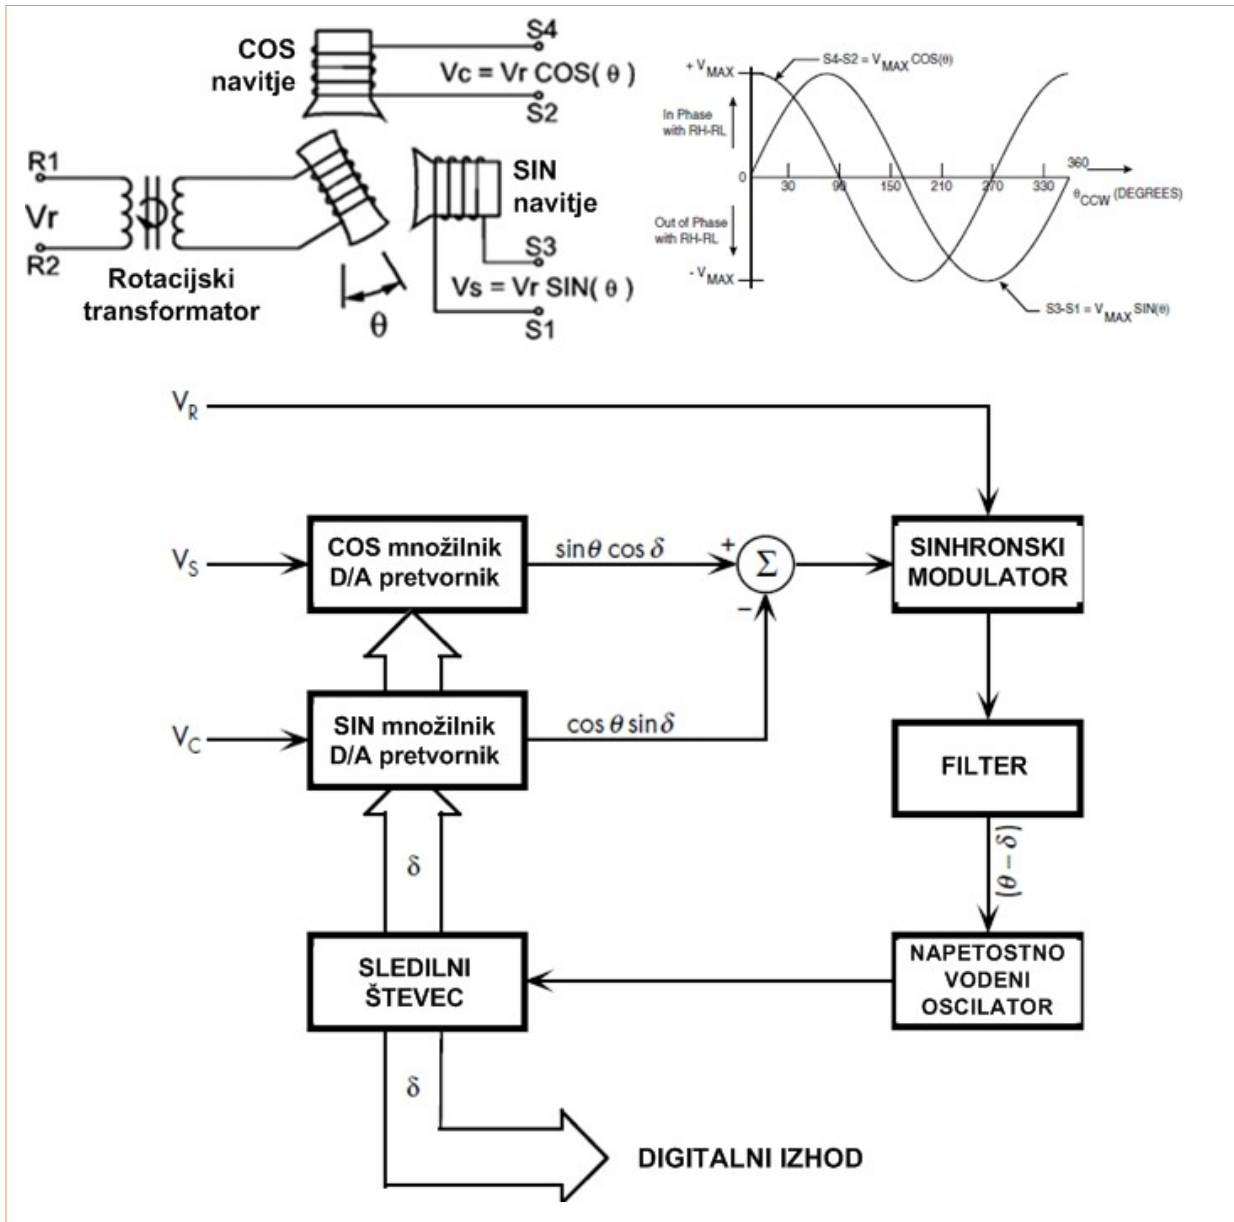 COS
navitje
S4
Vc = Vr COS( θ )
S2
R1
Vr
R2
Rotacijski
transformator
θ
SIN
navitje
S3
Vs = Vr SIN( θ )
S1
+ VMAX
S4-S2 = VMAX COS(θ)
In Phase
with RH-RL
0
30
90
150
210
270
330
360
θCCW (DEGREES)
Out of Phase
with RH-RL
- VMAX
S3-S1 = VMAX SIN(θ)
VR
VS
COS množilnik
D/A pretvornik
sin θ cos δ
+
Σ
−
SINHRONSKI
MODULATOR
VC
SIN množilnik
D/A pretvornik
cos θ sin δ
FILTER
(θ − δ)
δ
SLEDILNI
ŠTEVEC
NAPETOSTNO
VODENI
OSCILATOR
δ
DIGITALNI IZHOD